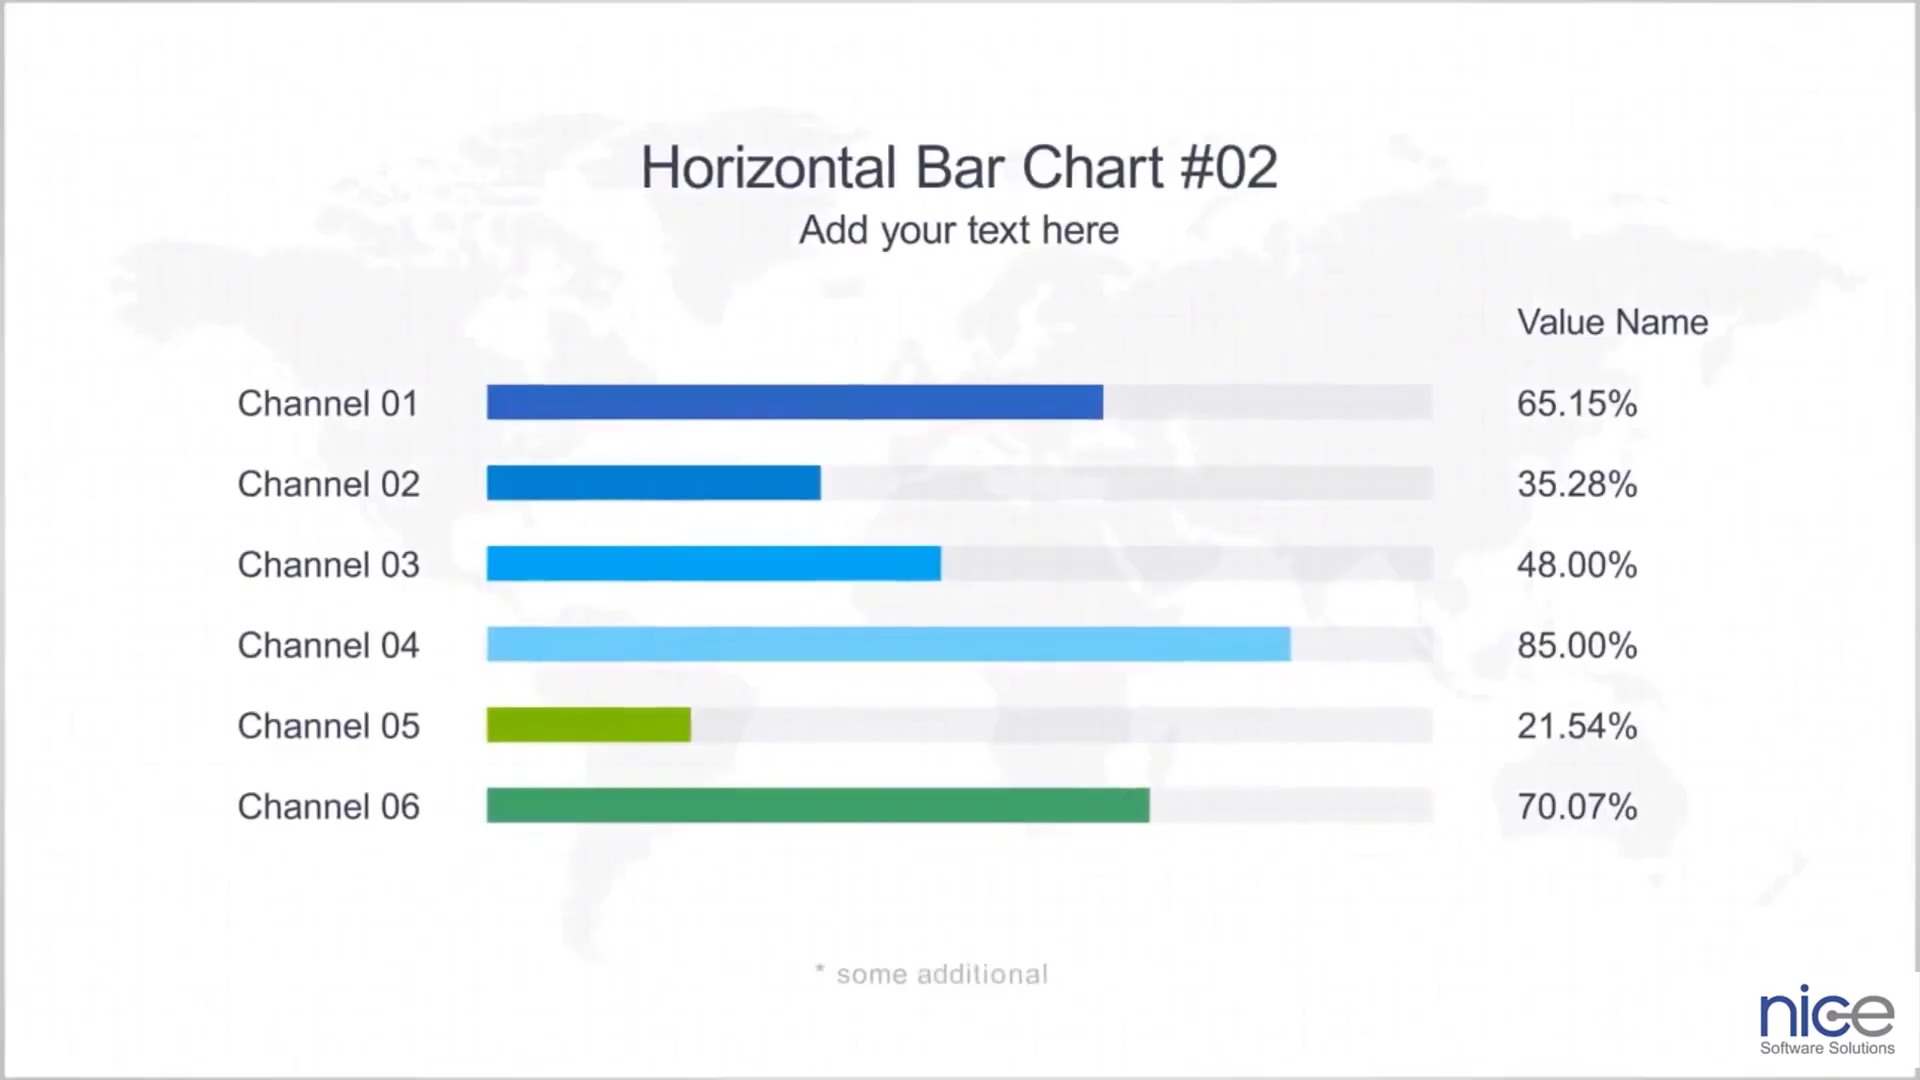 Horizontal Bar Chart #02
Add your text here
Value Name
Channel 01 65.15%
Channel 02 35.28%
Channel 03 48.00%
Channel 04 85.00%
Channel 05 21.54%
Channel 06 70.07%
* some additional
nice
Software Solutions